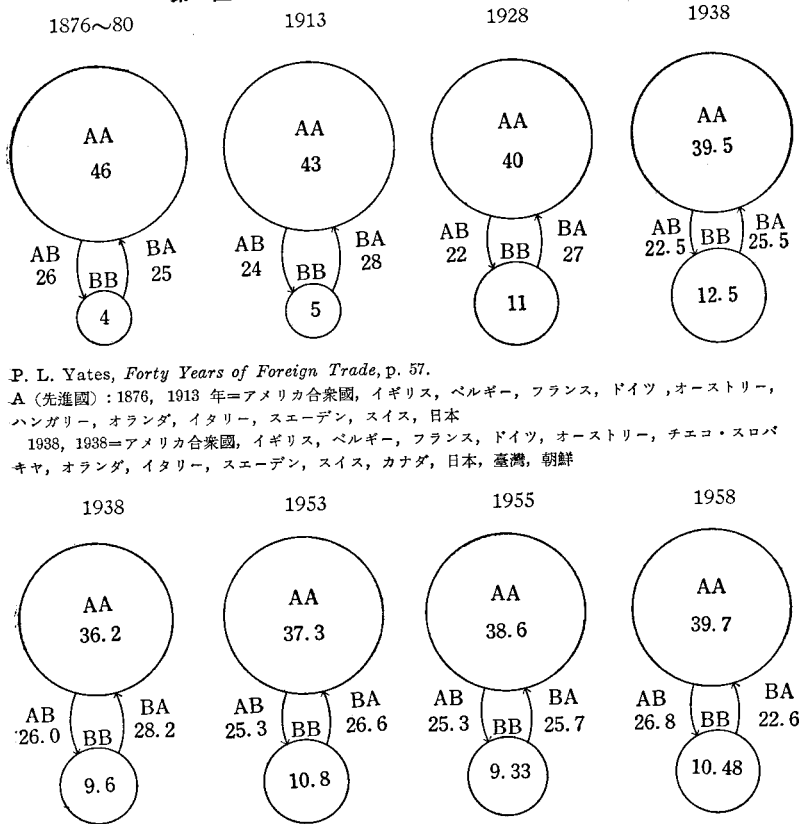 1876〜80 1913 1928 1938
AA AA AA AA
46 43 40 39.5
AB BA AB BA AB BA AB BA
26 BB 25 24 BB 28 22 BB 27 22.5 BB 25.5
4 5 11 12.5
P. L. Yates, Forty Years of Foreign Trade, p. 57.
A (先進國) : 1876, 1913 年=アメリカ合衆國, イギリス, ベルギー, フランス, ドイツ, オーストリー,
ハンガリー, オランダ, イタリー, スエーデン, スイス, 日本
1938, 1938=アメリカ合衆國, イギリス, ベルギー, フランス, ドイツ, オーストリー, チエコ・スロバ
キヤ, オランダ, イタリー, スエーデン, スイス, カナダ, 日本, 臺灣, 朝鮮
1938 1953 1955 1958
AA AA AA AA
36.2 37.3 38.6 39.7
AB BA AB BA AB BA AB BA
26.0 BB 28.2 25.3 BB 26.6 25.3 BB 25.7 26.8 BB 22.6
9.6 10.8 9.33 10.48